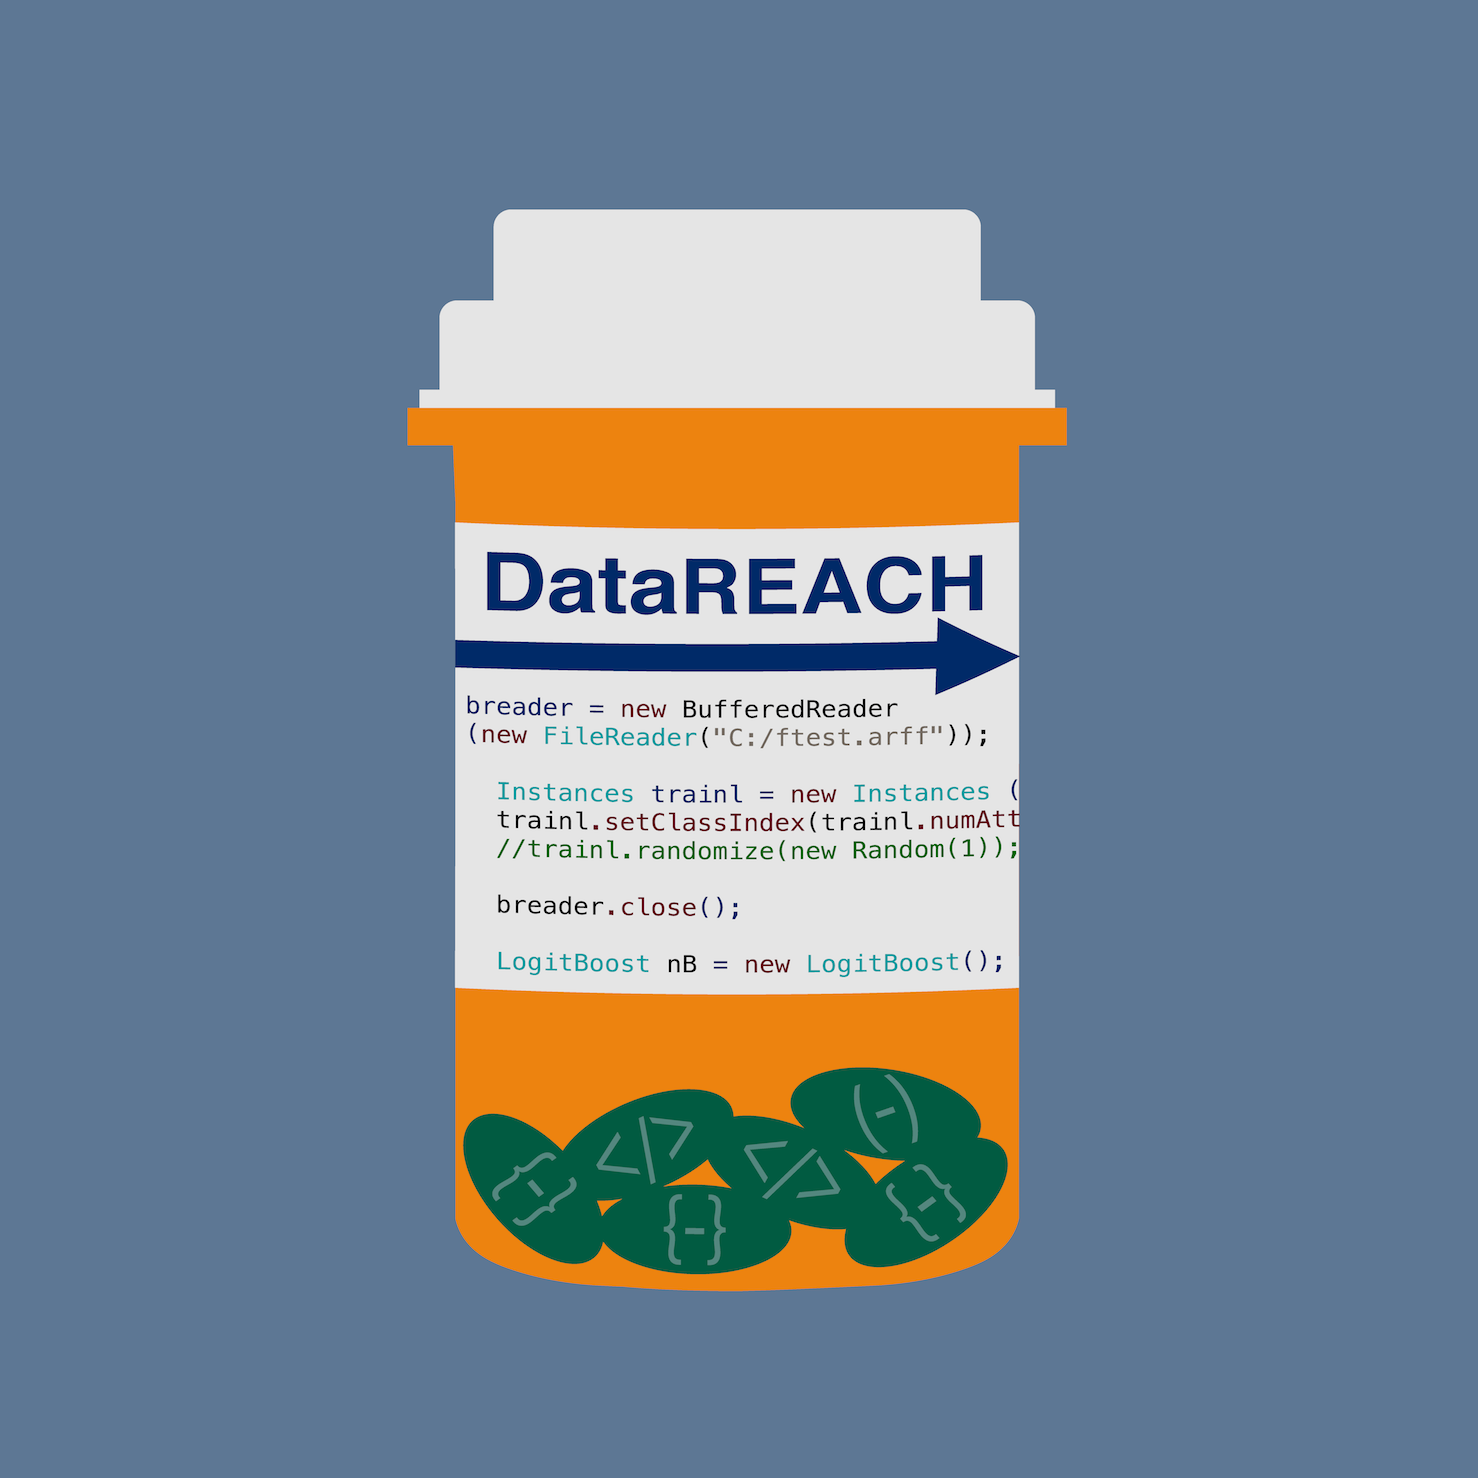 DataREACH
breader = new BufferedReader
(new FileReader("C:/ftest.arff"));
Instances trainl = new Instances (
trainl.setClassIndex(trainl.numAtt
//trainl.randomize(new Random(1));
breader.close();
LogitBoost nB = new LogitBoost();
(-)
</>
</>
{-}
{-}
{-}